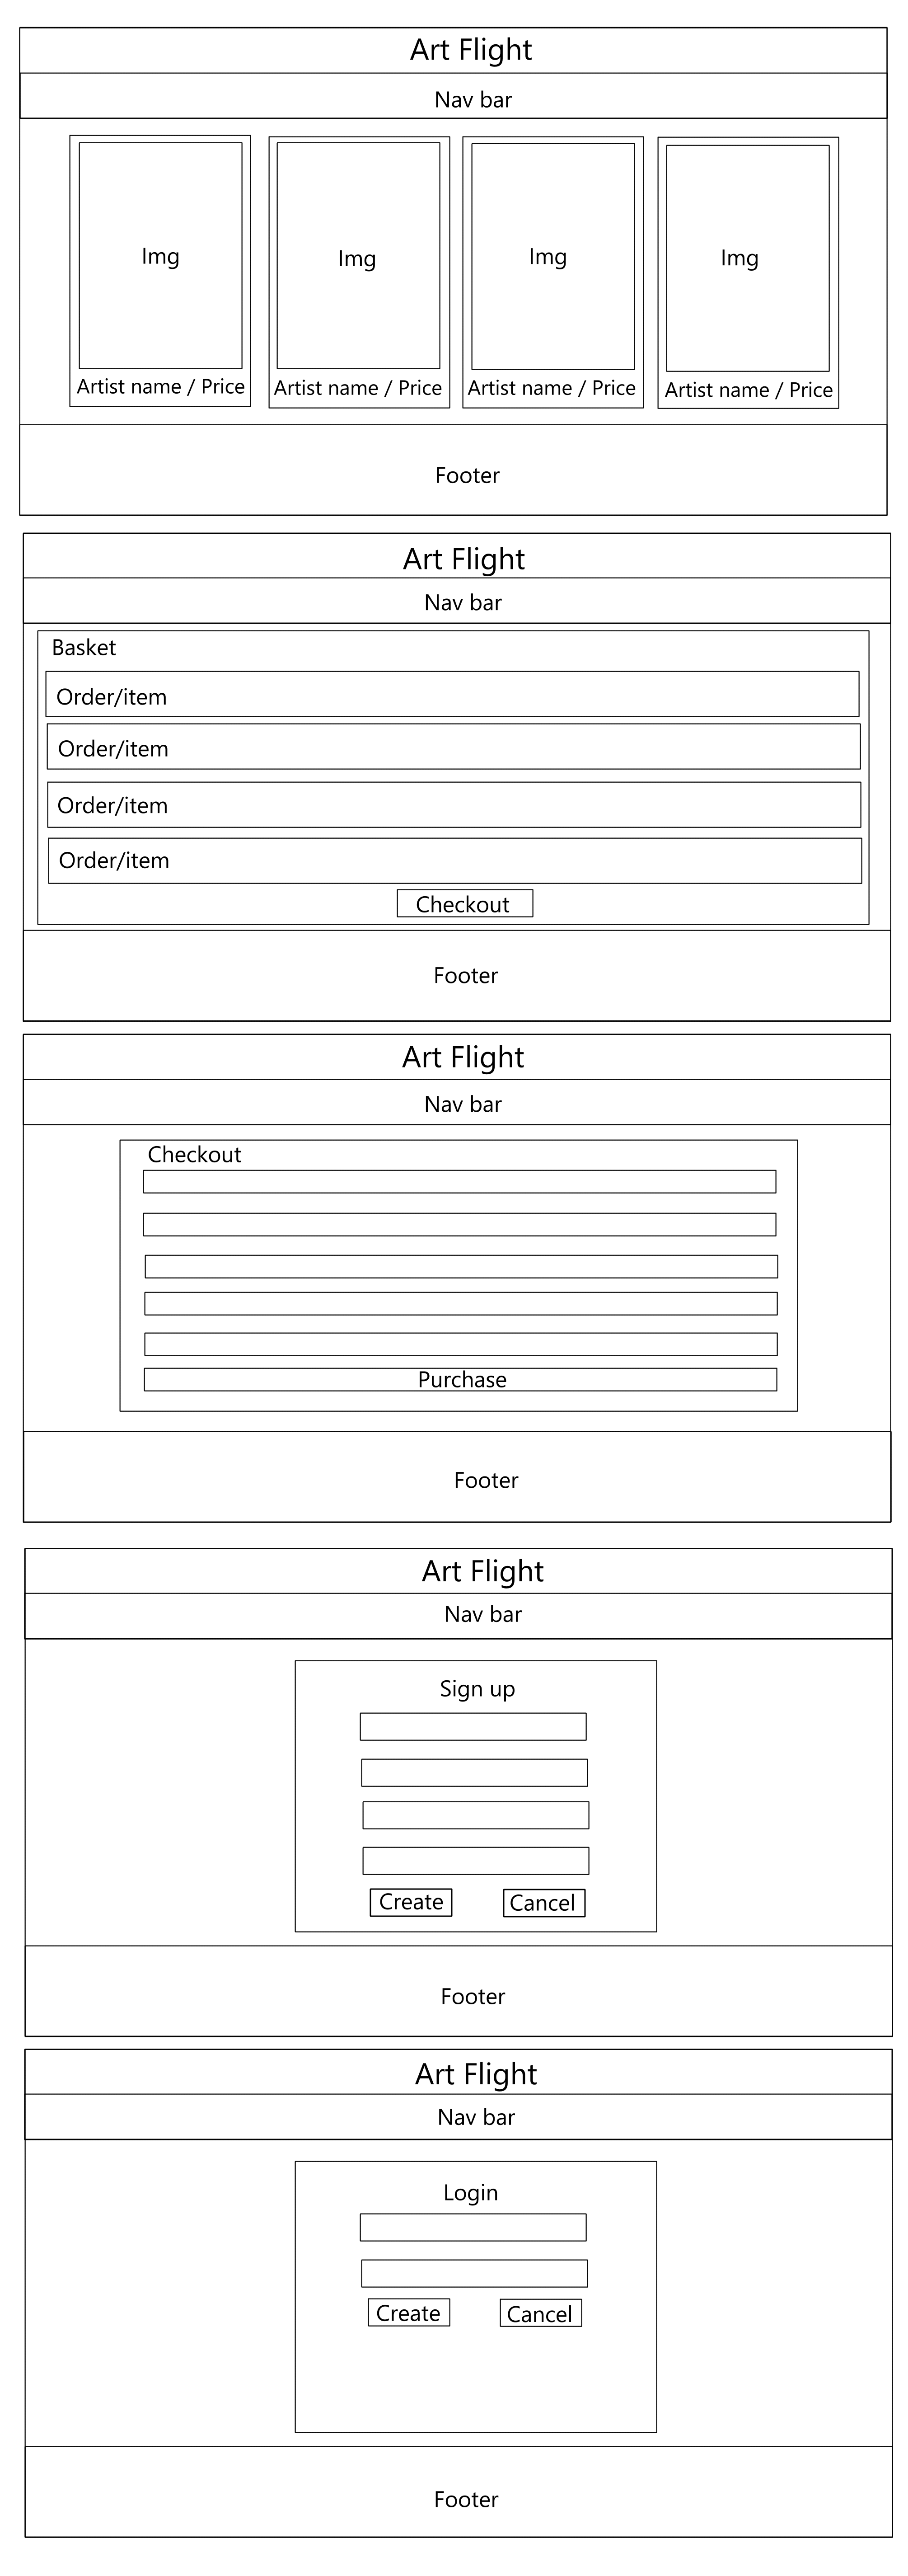 Art Flight
Nav bar
Img
Img
Img
Img
Artist name / Price
Artist name / Price
Artist name / Price
Artist name / Price
Footer
Art Flight
Nav bar
Basket
Order/item
Order/item
Order/item
Order/item
Checkout
Footer
Art Flight
Nav bar
Checkout
Purchase
Footer
Art Flight
Nav bar
Sign up
Create
Cancel
Footer
Art Flight
Nav bar
Login
Create
Cancel
Footer